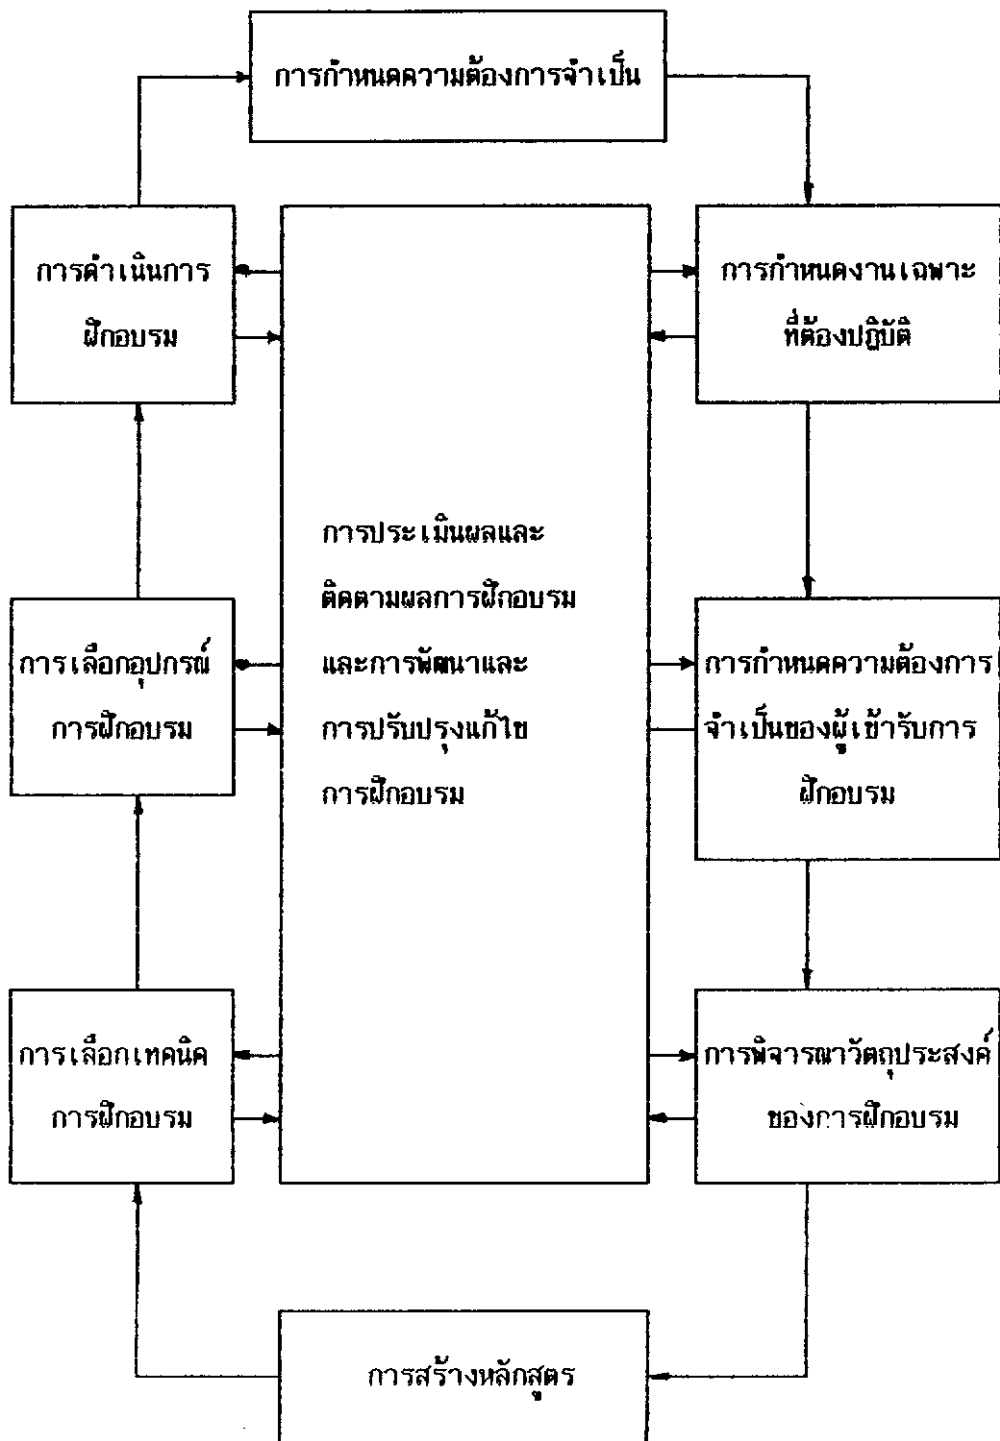 การกำหนดความต้องการจำเป็น
การดำเนินการ
ฝึกอบรม
การกำหนดงานเฉพาะ
ที่ต้องปฏิบัติ
การประเมินผลและ
ติดตามผลการฝึกอบรม
และการพัฒนาและ
การปรับปรุงแก้ไข
การฝึกอบรม
การเลือกอุปกรณ์
การฝึกอบรม
การกำหนดความต้องการ
จำเป็นของผู้เข้ารับการ
ฝึกอบรม
การเลือกเทคนิค
การฝึกอบรม
การพิจารณาวัตถุประสงค์
ของการฝึกอบรม
การสร้างหลักสูตร